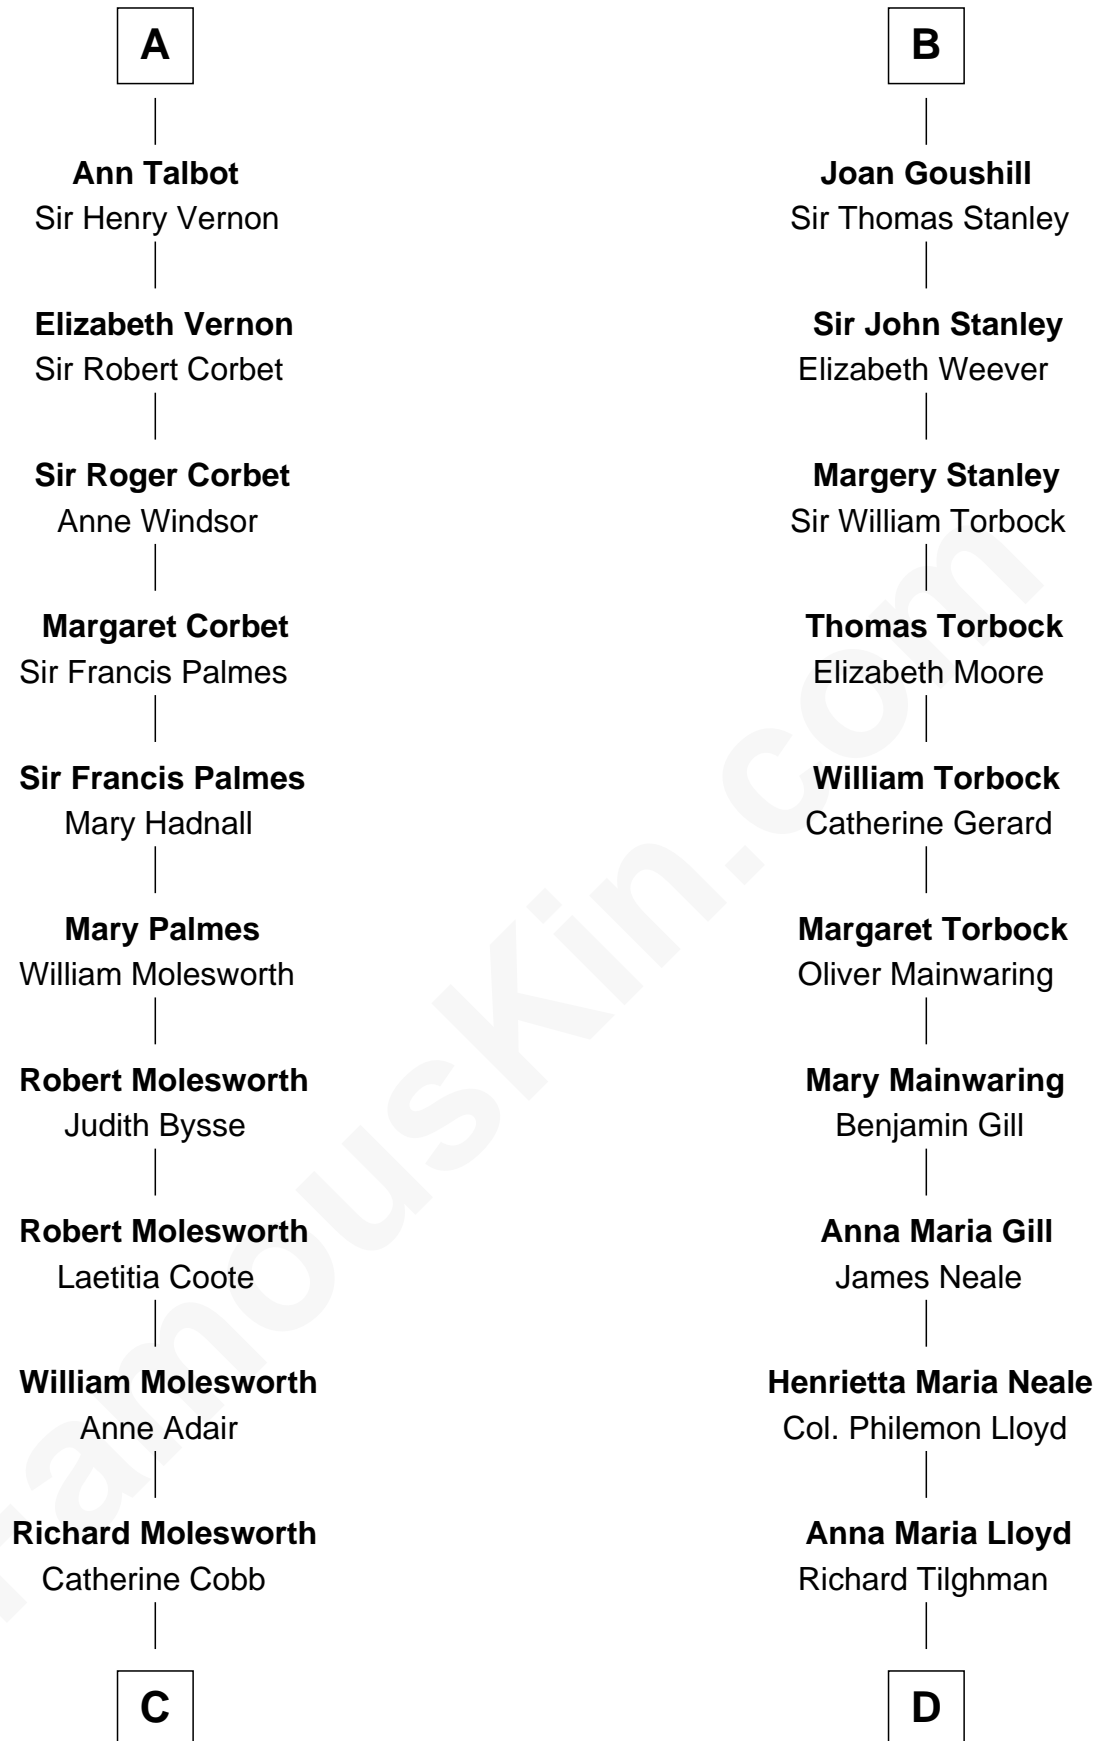 A
Ann Talbot
Sir Henry Vernon
Elizabeth Vernon
Sir Robert Corbet
Sir Roger Corbet
Anne Windsor
Margaret Corbet
Sir Francis Palmes
Sir Francis Palmes
Mary Hadnall
Mary Palmes
William Molesworth
Robert Molesworth
Judith Bysse
Robert Molesworth
Laetitia Coote
William Molesworth
Anne Adair
Richard Molesworth
Catherine Cobb
C
B
Joan Goushill
Sir Thomas Stanley
Sir John Stanley
Elizabeth Weever
Margery Stanley
Sir William Torbock
Thomas Torbock
Elizabeth Moore
William Torbock
Catherine Gerard
Margaret Torbock
Oliver Mainwaring
Mary Mainwaring
Benjamin Gill
Anna Maria Gill
James Neale
Henrietta Maria Neale
Col. Philemon Lloyd
Anna Maria Lloyd
Richard Tilghman
D
FamousKin.com